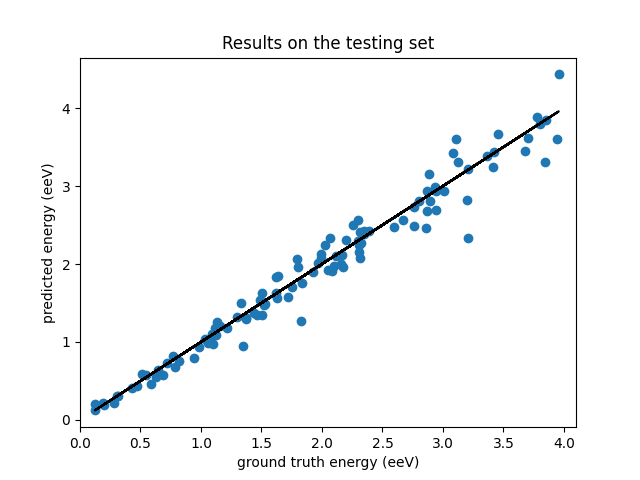 Results on the testing set
predicted energy (eeV)
4
3
2
1
0
0.0 0.5 1.0 1.5 2.0 2.5 3.0 3.5 4.0
ground truth energy (eeV)